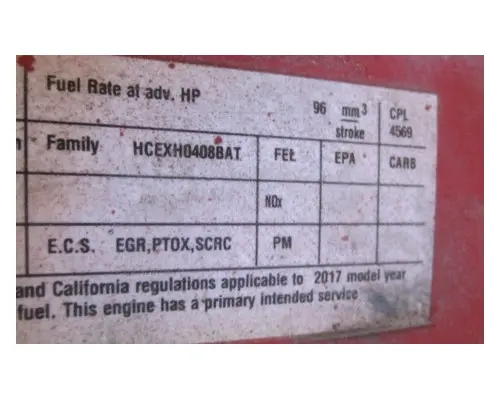 Fuel Rate at adv. HP 96 mm3
stroke
CPL
4569
Family HCEXH0408BAT FEL EPA CARB
NOx
E.C.S. EGR,PTOX,SCRC PM
and California regulations applicable to 2017 model year
fuel. This engine has a primary intended service